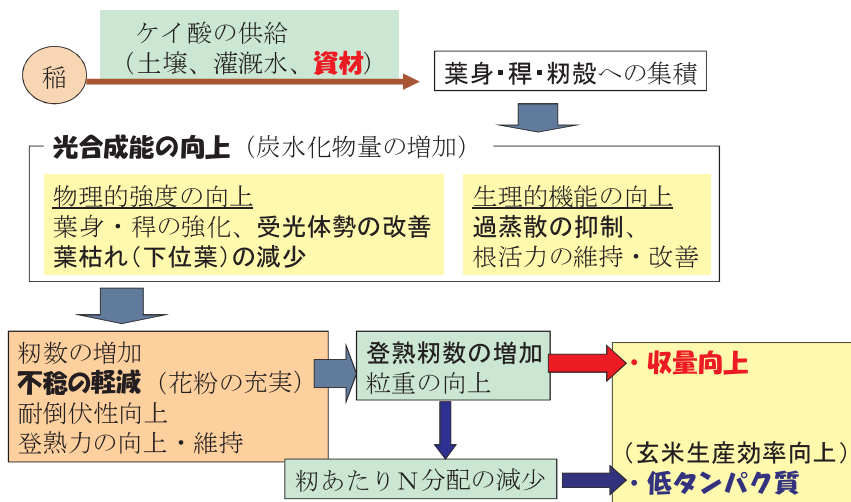 ケイ酸の供給
(土壌、灌漑水、資材)
稲
葉身・稈・籾殻への集積
光合成能の向上(炭水化物量の増加)
物理的強度の向上
葉身・稈の強化、受光体勢の改善
葉枯れ(下位葉)の減少
生理的機能の向上
過蒸散の抑制、
根活力の維持・改善
籾数の増加
不稔の軽減(花粉の充実)
耐倒伏性向上
登熟力の向上・維持
登熟籾数の増加
粒重の向上
・収量向上
籾あたりN分配の減少
(玄米生産効率向上)
・低タンパク質